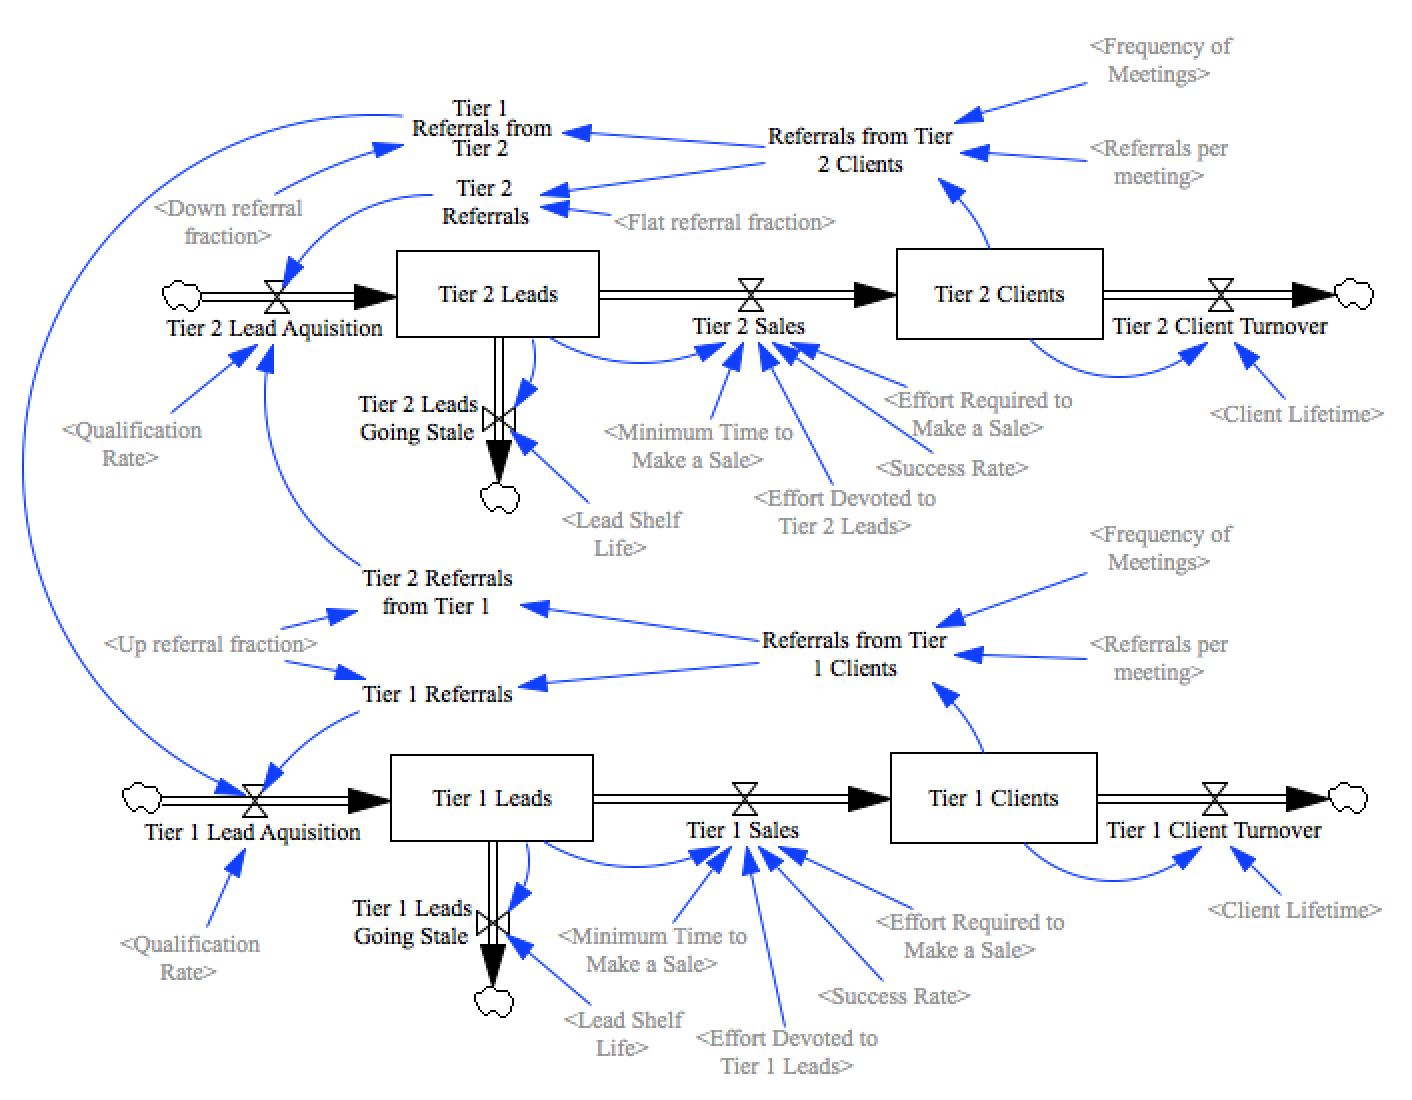 <Frequency of
Meetings>
Tier 1
Referrals from
Tier 2
Referrals from Tier
2 Clients
<Referrals per
meeting>
<Down referral
fraction>
Tier 2
Referrals
<Flat referral fraction>
Tier 2 Leads
Tier 2 Clients
Tier 2 Lead Aquisition
Tier 2 Sales
Tier 2 Client Turnover
<Qualification
Rate>
Tier 2 Leads
Going Stale
<Minimum Time to
Make a Sale>
<Effort Required to
Make a Sale>
<Client Lifetime>
<Success Rate>
<Effort Devoted to
Tier 2 Leads>
<Lead Shelf
Life>
<Frequency of
Meetings>
Tier 2 Referrals
from Tier 1
<Up referral fraction>
Referrals from Tier
1 Clients
<Referrals per
meeting>
Tier 1 Referrals
Tier 1 Leads
Tier 1 Clients
Tier 1 Lead Aquisition
Tier 1 Sales
Tier 1 Client Turnover
<Qualification
Rate>
Tier 1 Leads
Going Stale
<Minimum Time to
Make a Sale>
<Effort Required to
Make a Sale>
<Client Lifetime>
<Success Rate>
<Lead Shelf
Life>
<Effort Devoted to
Tier 1 Leads>